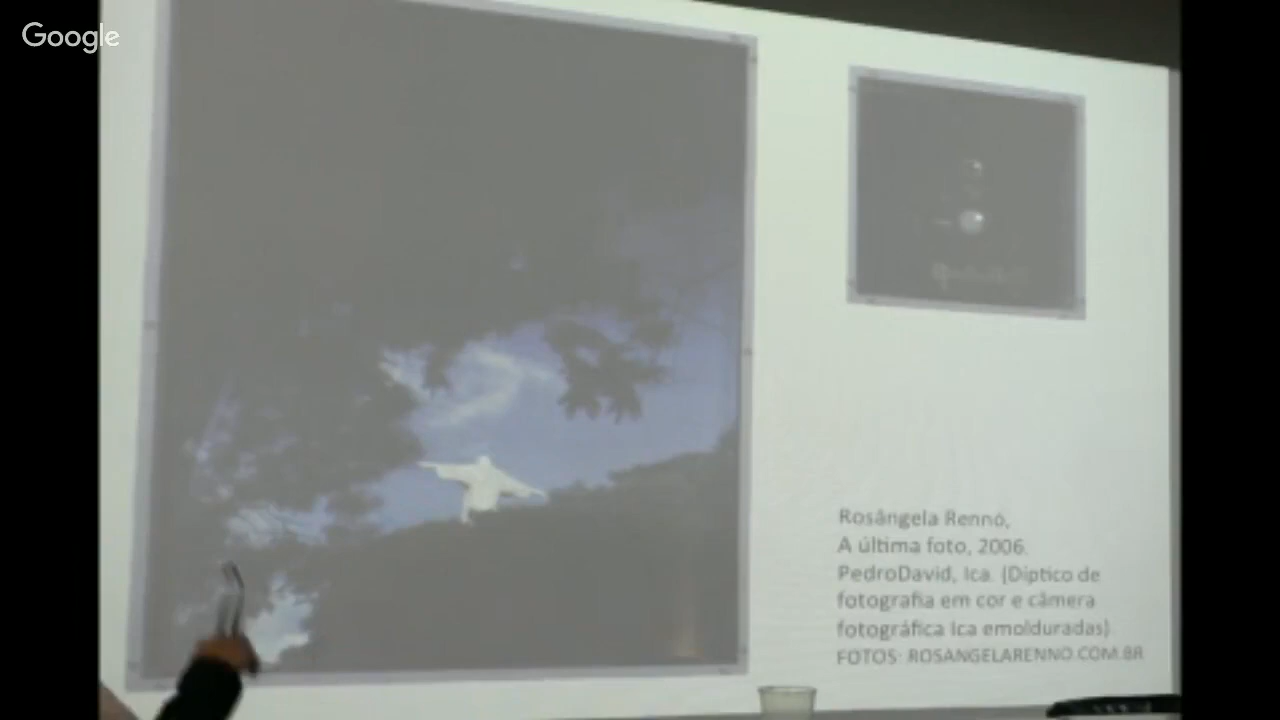 Google
Rosângela Rennó,
A última foto, 2006.
PedroDavid, Ica. (Díptico de
fotografia em cor e câmera
fotográfica Ica emolduradas)
FOTOS: ROSANGELARENNO.COM.BR